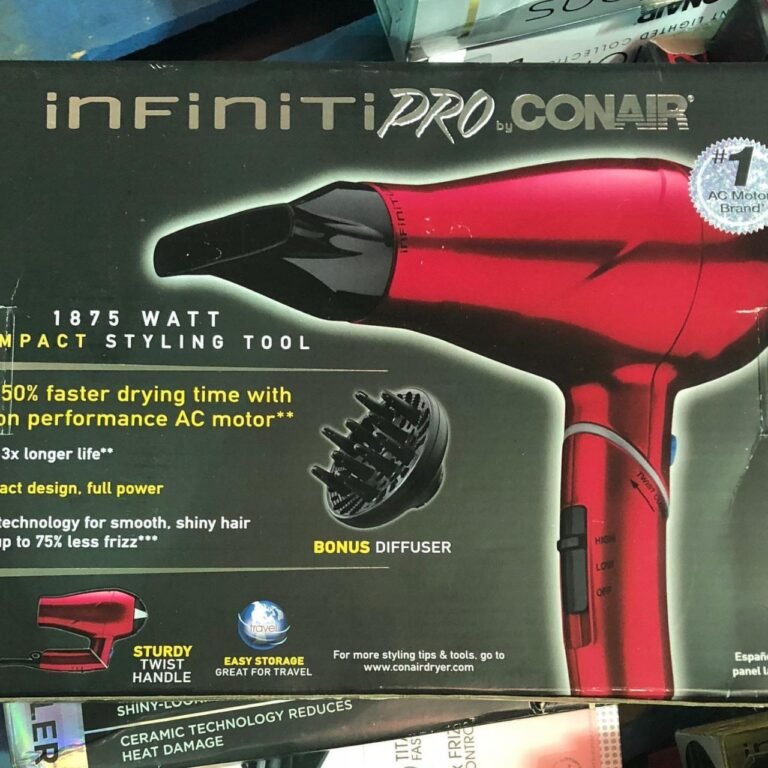 INFINITIPRO by CONAIR
#1
AC Motor
Brand*
INFINITI
1875 WATT
MPACT STYLING TOOL
50% faster drying time with
on performance AC motor**
3x longer life**
act design, full power
technology for smooth, shiny hair
up to 75% less frizz***
BONUS DIFFUSER
HIGH
LOW
OFF
STURDY
TWIST
HANDLE
travel
EASY STORAGE
GREAT FOR TRAVEL
For more styling tips & tools, go to
www.conairdryer.com
Españo
panel la
LER
SHINY-LOOK
CERAMIC TECHNOLOGY REDUCES
HEAT DAMAGE
CONAIR